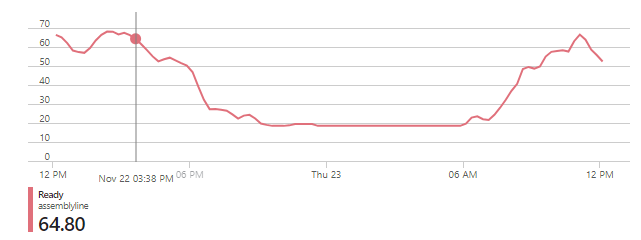 70
60
50
40
30
20
10
0
12 PM
Nov 22 03:38 PM
06 PM
Thu 23
06 AM
12 PM
Ready
assemblyline
64.80